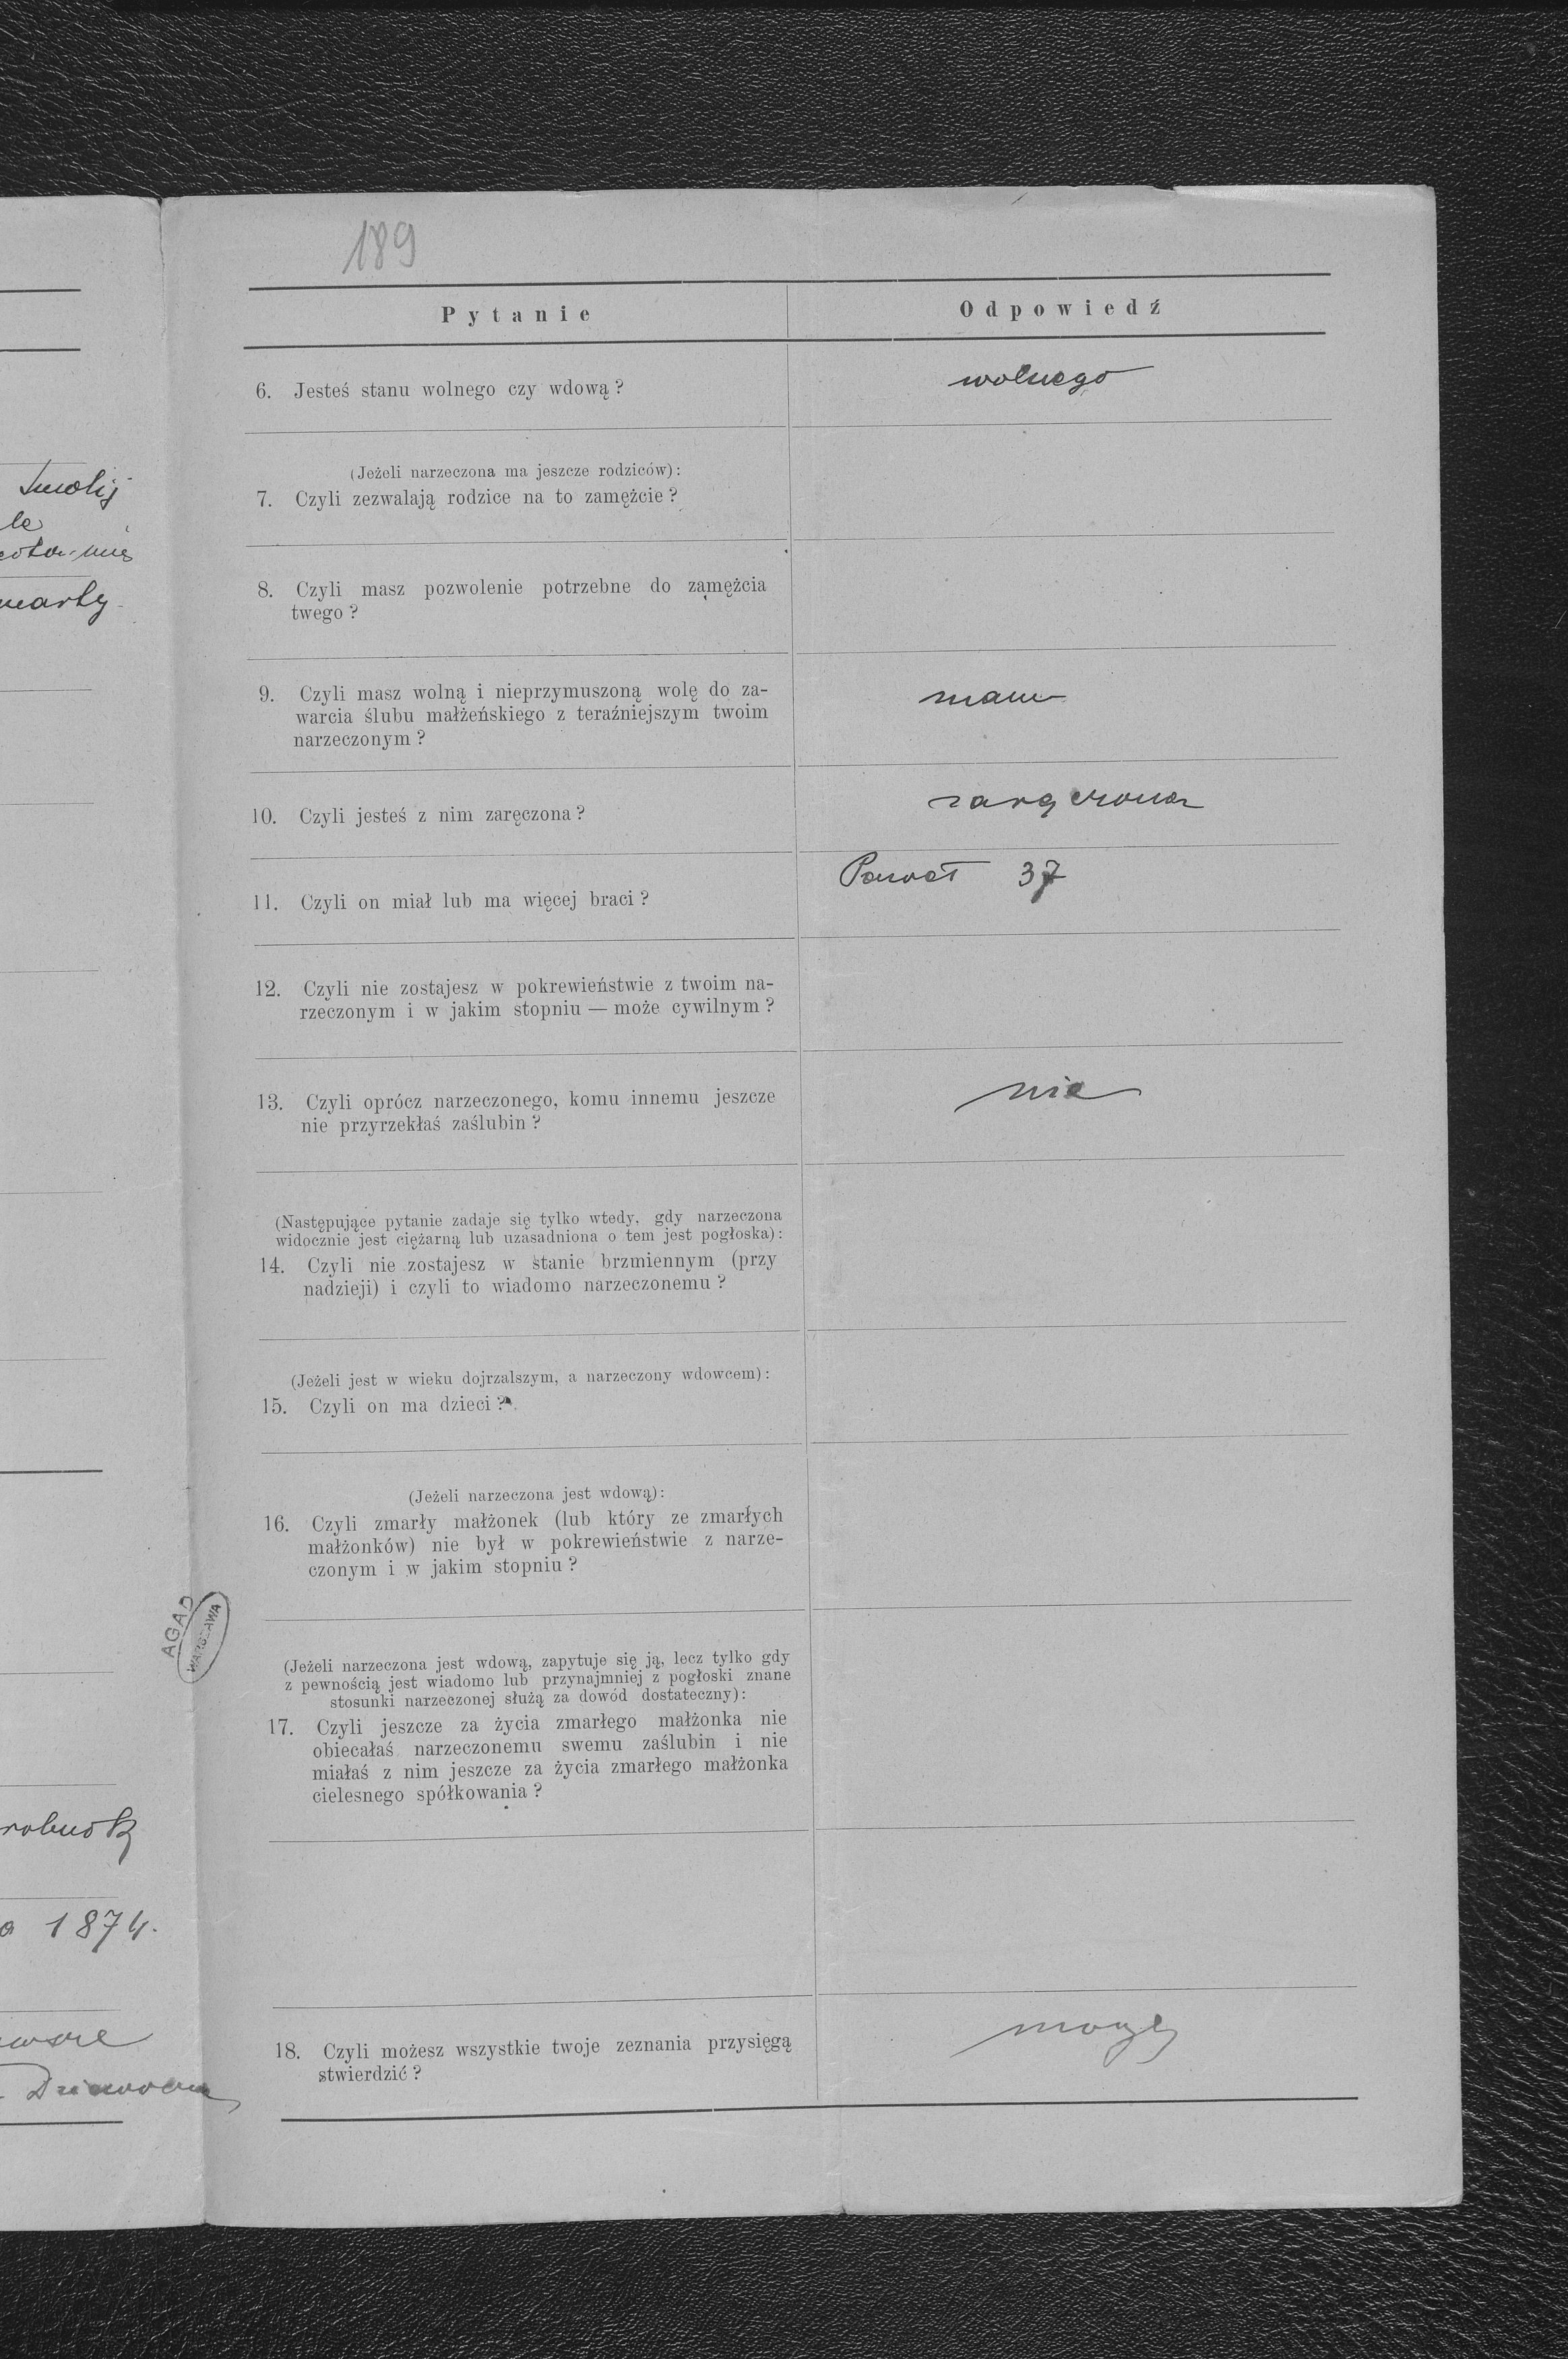 189
Pytanie
Odpowiedź
6. Jesteś stanu wolnego czy wdową?
wolnego
(Jeżeli narzeczona ma jeszcze rodziców):
7. Czyli zezwalają rodzice na to zamężcie?
8. Czyli masz pozwolenie potrzebne do zamężcia
twego?
9. Czyli masz wolną i nieprzymuszoną wolę do za-
warcia ślubu małżeńskiego z teraźniejszym twoim
narzeczonym?
mam
10. Czyli jesteś z nim zaręczona?
zaręczona
11. Czyli on miał lub ma więcej braci?
37
12. Czyli nie zostajesz w pokrewieństwie z twoim na-
rzeczonym i w jakim stopniu — może cywilnym?
13. Czyli oprócz narzeczonego, komu innemu jeszcze
nie przyrzekłaś zaślubin?
nie
(Następujące pytanie zadaje się tylko wtedy, gdy narzeczona
widocznie jest ciężarną lub uzasadniona o tem jest pogłoska):
14. Czyli nie zostajesz w stanie brzmiennym (przy
nadzieji) i czyli to wiadomo narzeczonemu?
(Jeżeli jest w wieku dojrzalszym, a narzeczony wdowcem):
15. Czyli on ma dzieci?
(Jeżeli narzeczona jest wdową):
16. Czyli zmarły małżonek (lub który ze zmarłych
małżonków) nie był w pokrewieństwie z narze-
czonym i w jakim stopniu?
(Jeżeli narzeczona jest wdową, zapytuje się ją, lecz tylko gdy
z pewnością jest wiadomo lub przynajmniej z pogłoski znane
stosunki narzeczonej służą za dowód dostateczny):
17. Czyli jeszcze za życia zmarłego małżonka nie
obiecałaś narzeczonemu swemu zaślubin i nie
miałaś z nim jeszcze za życia zmarłego małżonka
cielesnego spółkowania?
18. Czyli możesz wszystkie twoje zeznania przysięgą
stwierdzić?
mogę
AGAD
WARSZAWA
1874.